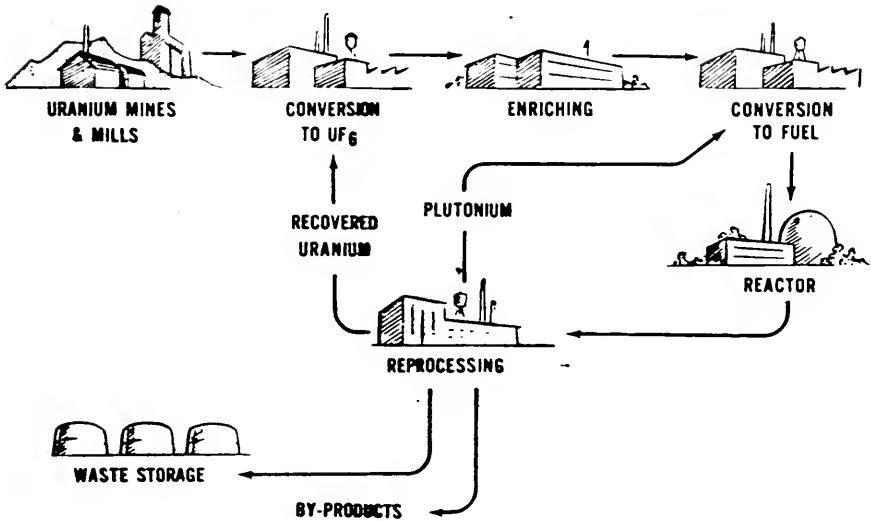 URANIUM MINES
& MILLS
CONVERSION
TO UF6
ENRICHING
CONVERSION
TO FUEL
RECOVERED
URANIUM
PLUTONIUM
REACTOR
REPROCESSING
WASTE STORAGE
BY-PRODUCTS